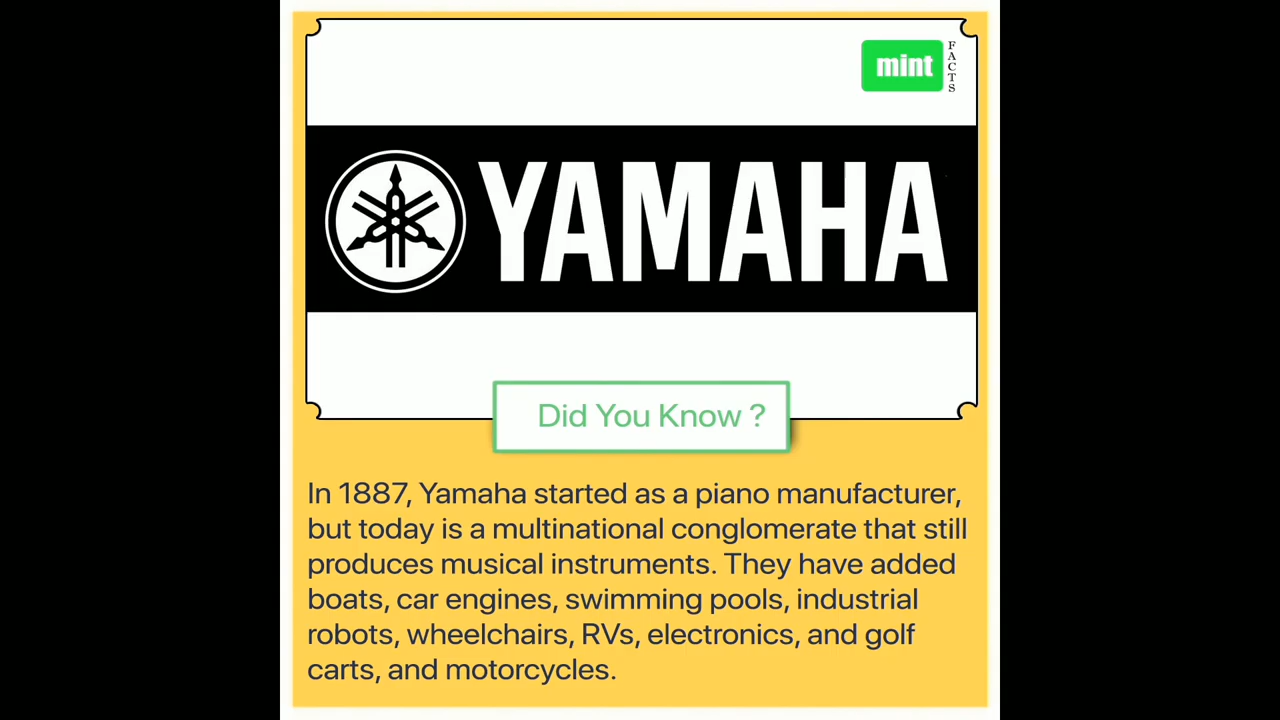 mint
FACTS
YAMAHA
Did You Know ?
In 1887, Yamaha started as a piano manufacturer,
but today is a multinational conglomerate that still
produces musical instruments. They have added
boats, car engines, swimming pools, industrial
robots, wheelchairs, RVs, electronics, and golf
carts, and motorcycles.